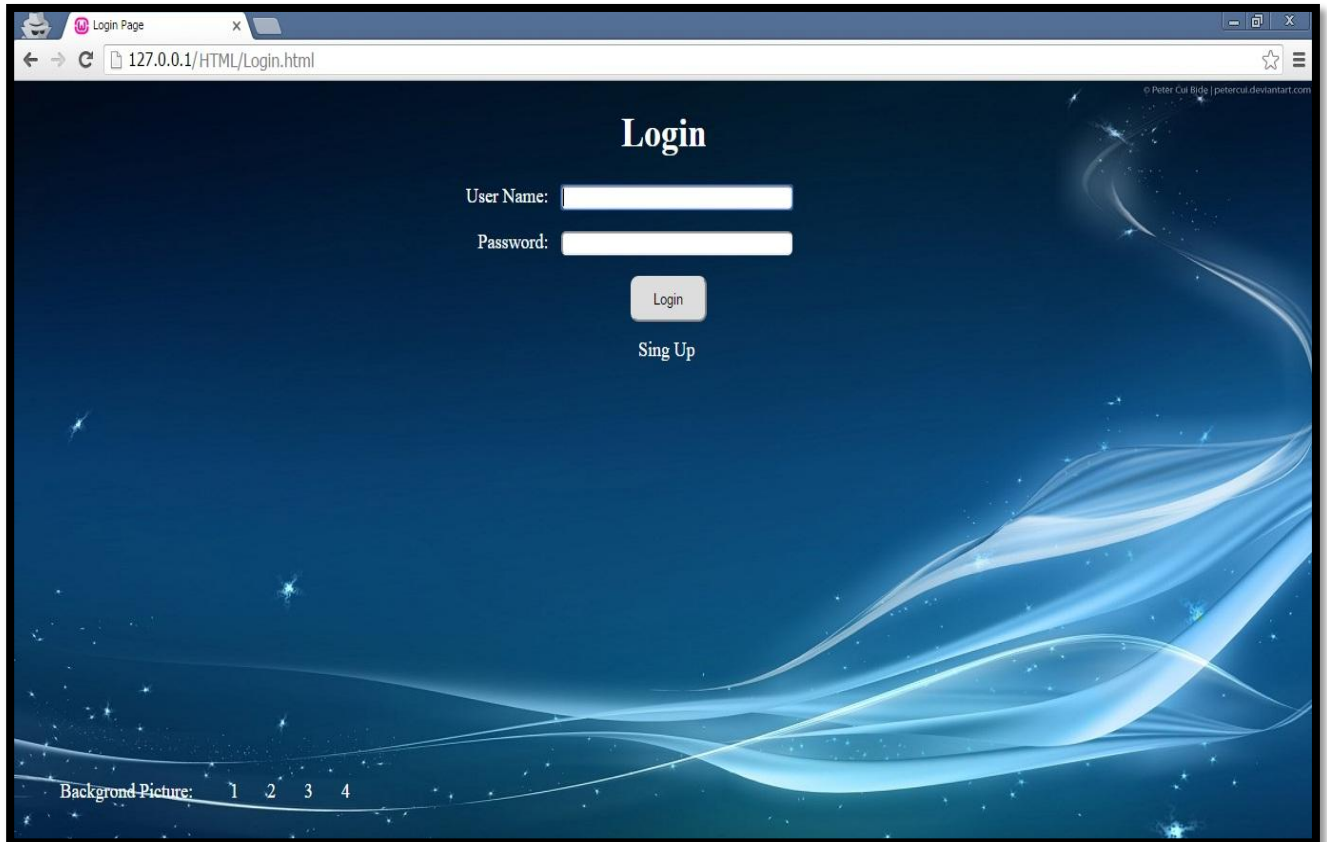 Login Page
127.0.0.1/HTML/Login.html
© Peter Cui Bide | petercui.deviantart.com
Login
User Name:
Password:
Login
Sing Up
Backgrond Picture: 1 2 3 4